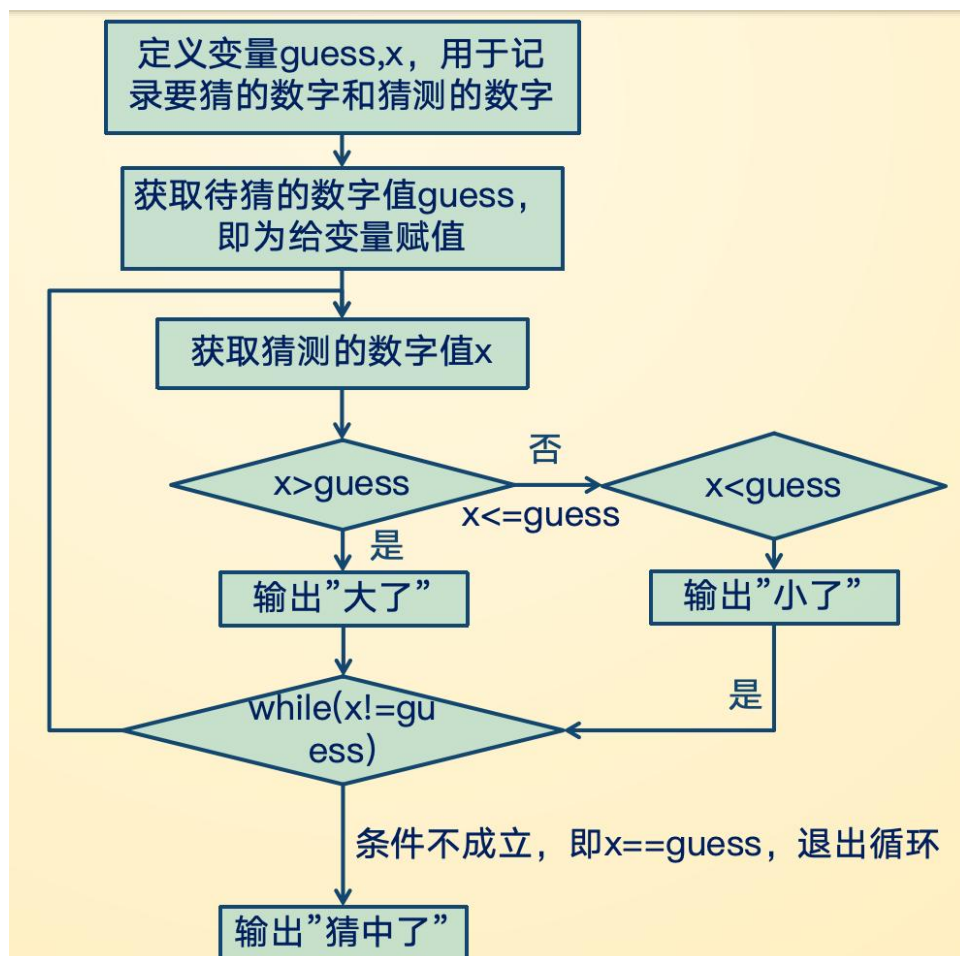 定义变量guess,x，用于记
录要猜的数字和猜测的数字
获取待猜的数字值guess，
即为给变量赋值
获取猜测的数字值x
x>guess
否
x<=guess
x<guess
是
输出”大了”
输出”小了”
是
while(x!=gu
ess)
条件不成立，即x==guess，退出循环
输出”猜中了”